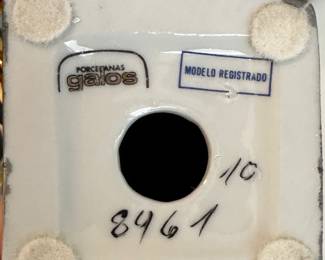 PORCELANAS
galos
MODELO REGISTRADO
10
8461